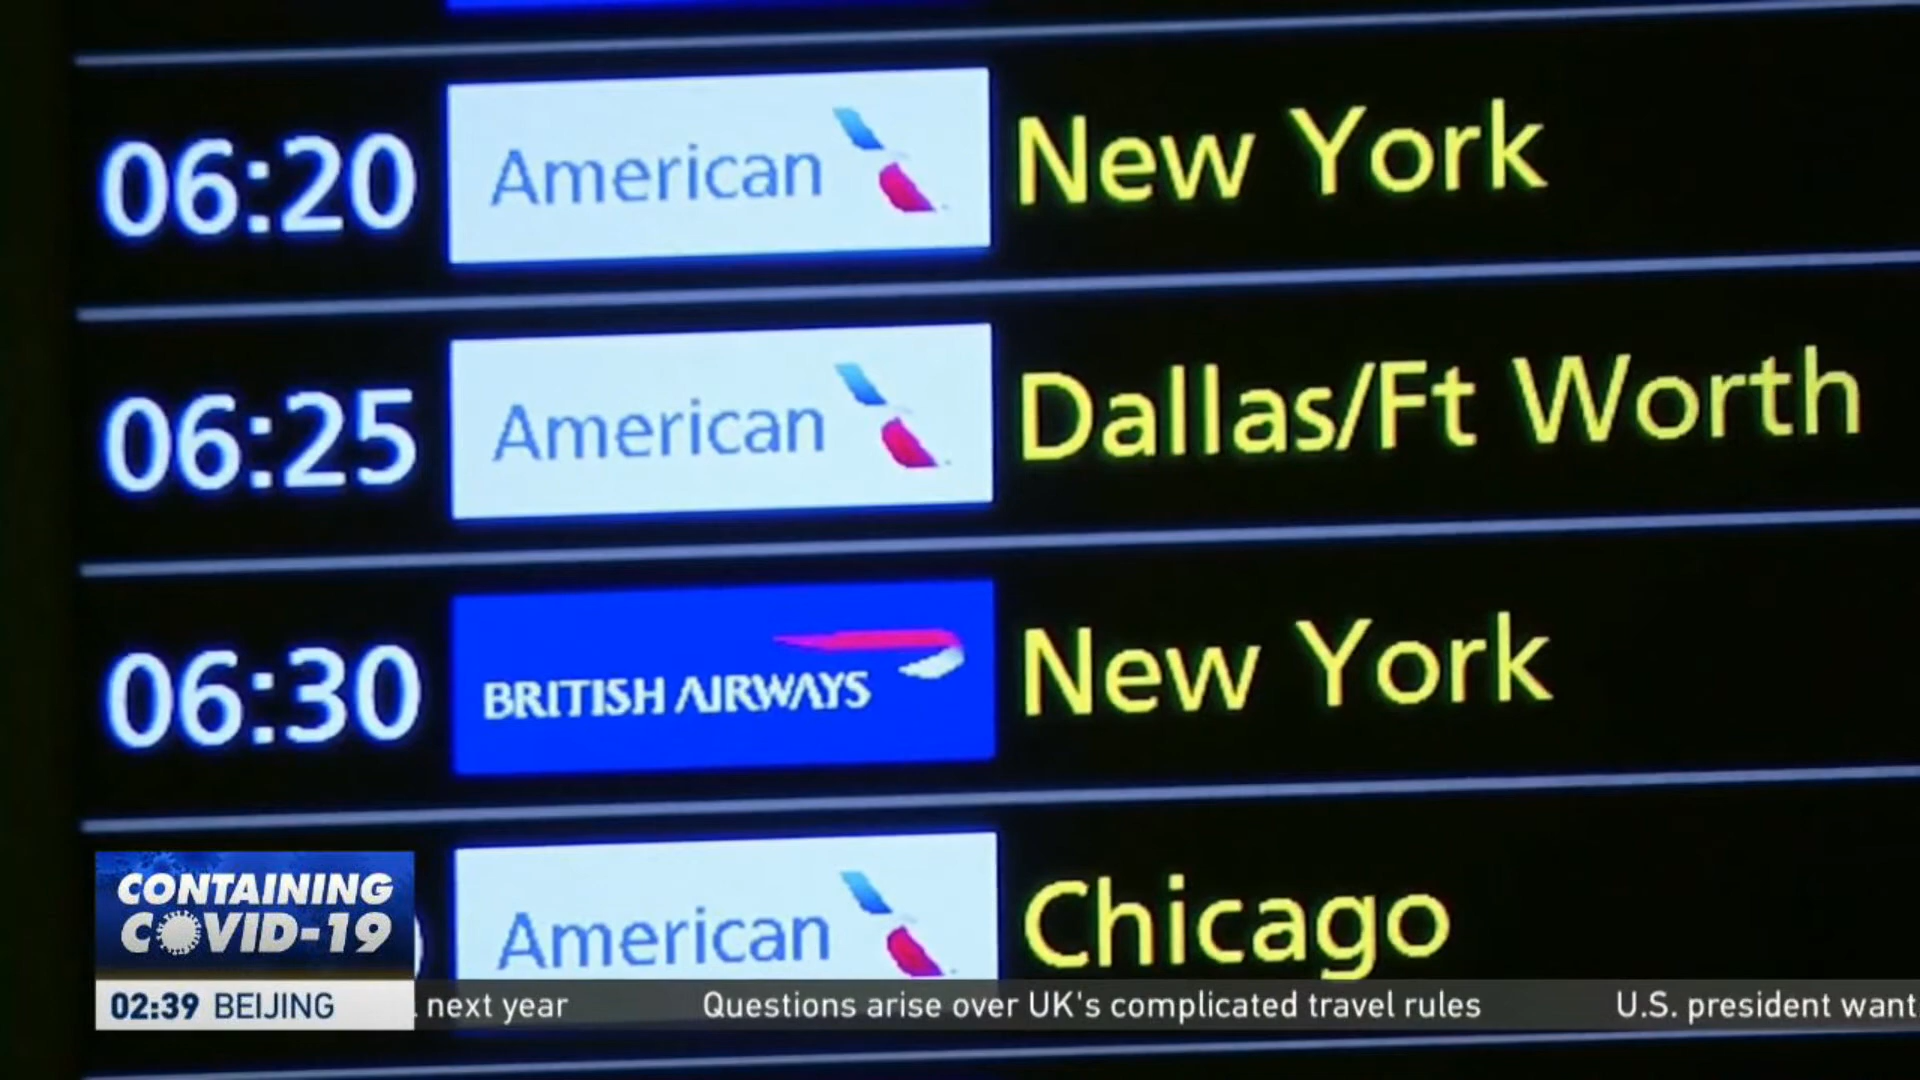 06:20 American New York
06:25 American Dallas/Ft Worth
06:30 BRITISH AIRWAYS New York
American Chicago
CONTAINING
COVID-19
02:39 BEIJING
next year Questions arise over UK's complicated travel rules U.S. president want